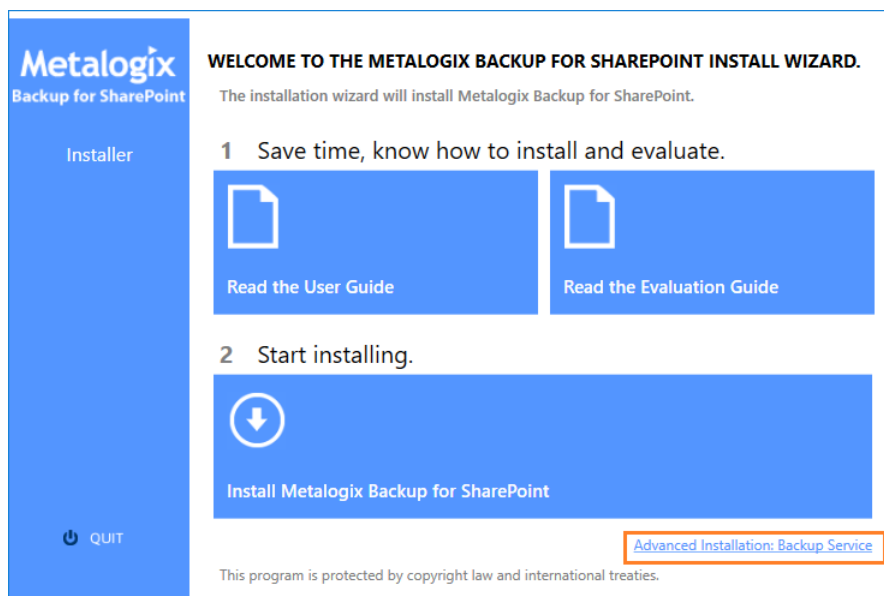 Metalogix
Backup for SharePoint
Installer
QUIT
WELCOME TO THE METALOGIX BACKUP FOR SHAREPOINT INSTALL WIZARD.
The installation wizard will install Metalogix Backup for SharePoint.
1 Save time, know how to install and evaluate.
Read the User Guide
Read the Evaluation Guide
2 Start installing.
Install Metalogix Backup for SharePoint
Advanced Installation: Backup Service
This program is protected by copyright law and international treaties.